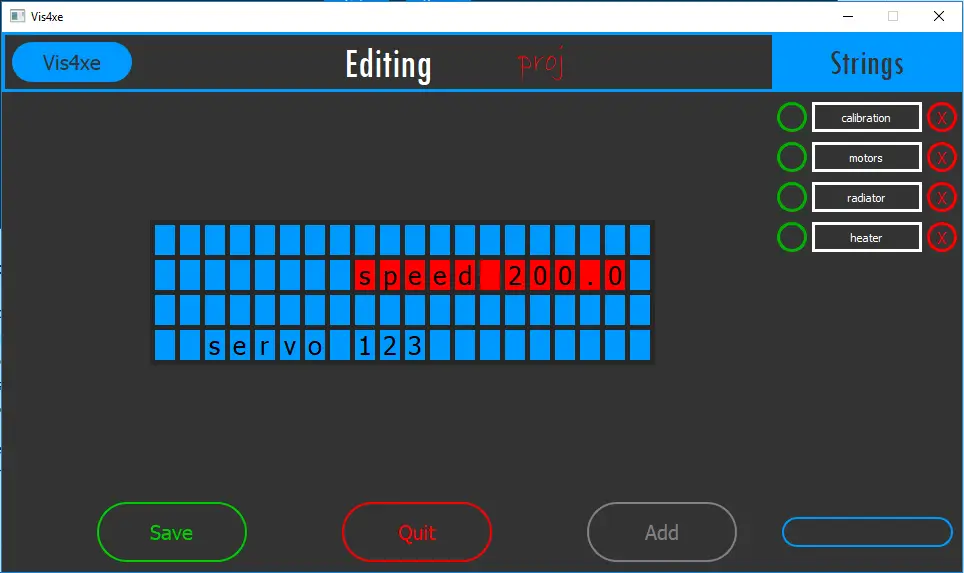 Vis4xe
Vis4xe Editing proj Strings
calibration X
motors X
radiator X
heater X
speed 200.0
servo 123
Save Quit Add